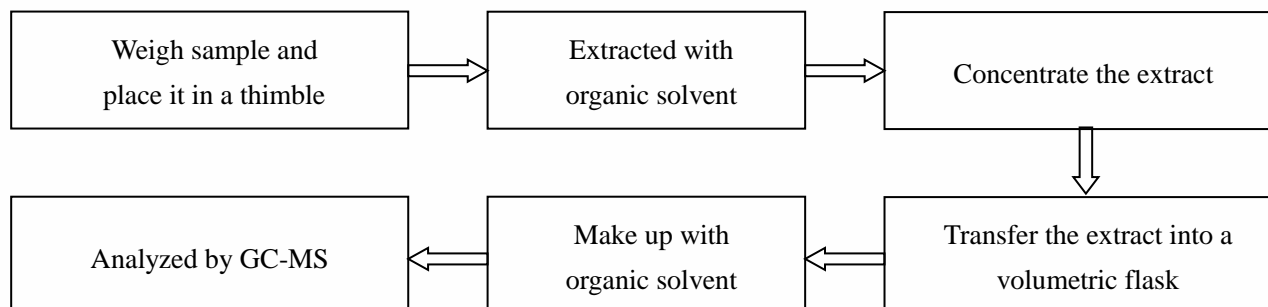 Weigh sample and
place it in a thimble
Extracted with
organic solvent
Concentrate the extract
Transfer the extract into a
volumetric flask
Make up with
organic solvent
Analyzed by GC-MS